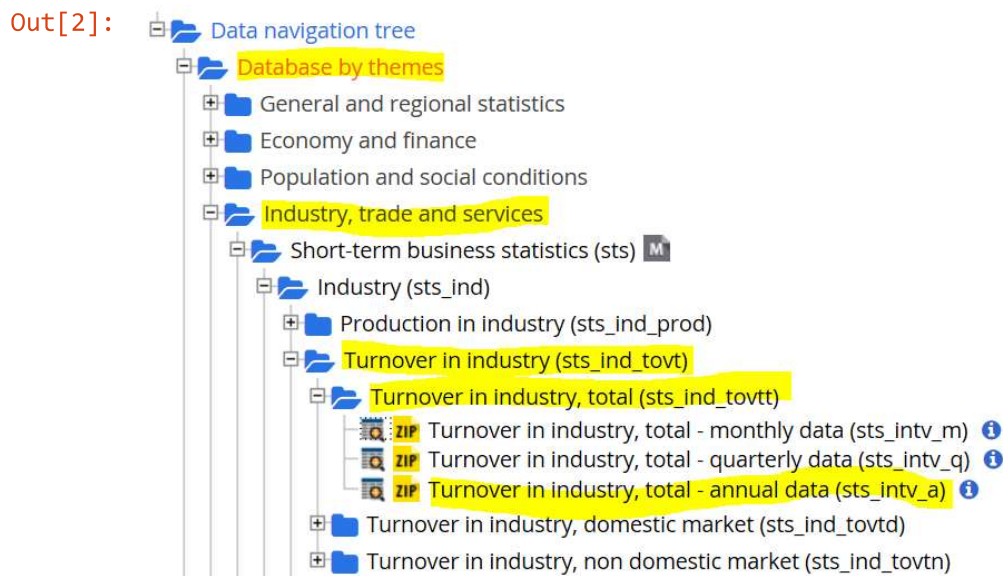 Out[2]:
Data navigation tree
Database by themes
General and regional statistics
Economy and finance
Population and social conditions
Industry, trade and services
Short-term business statistics (sts) M
Industry (sts_ind)
Production in industry (sts_ind_prod)
Turnover in industry (sts_ind_tovt)
Turnover in industry, total (sts_ind_tovtt)
ZIP Turnover in industry, total - monthly data (sts_intv_m) i
ZIP Turnover in industry, total - quarterly data (sts_intv_q) i
ZIP Turnover in industry, total - annual data (sts_intv_a) i
Turnover in industry, domestic market (sts_ind_tovtd)
Turnover in industry, non domestic market (sts_ind_tovtn)